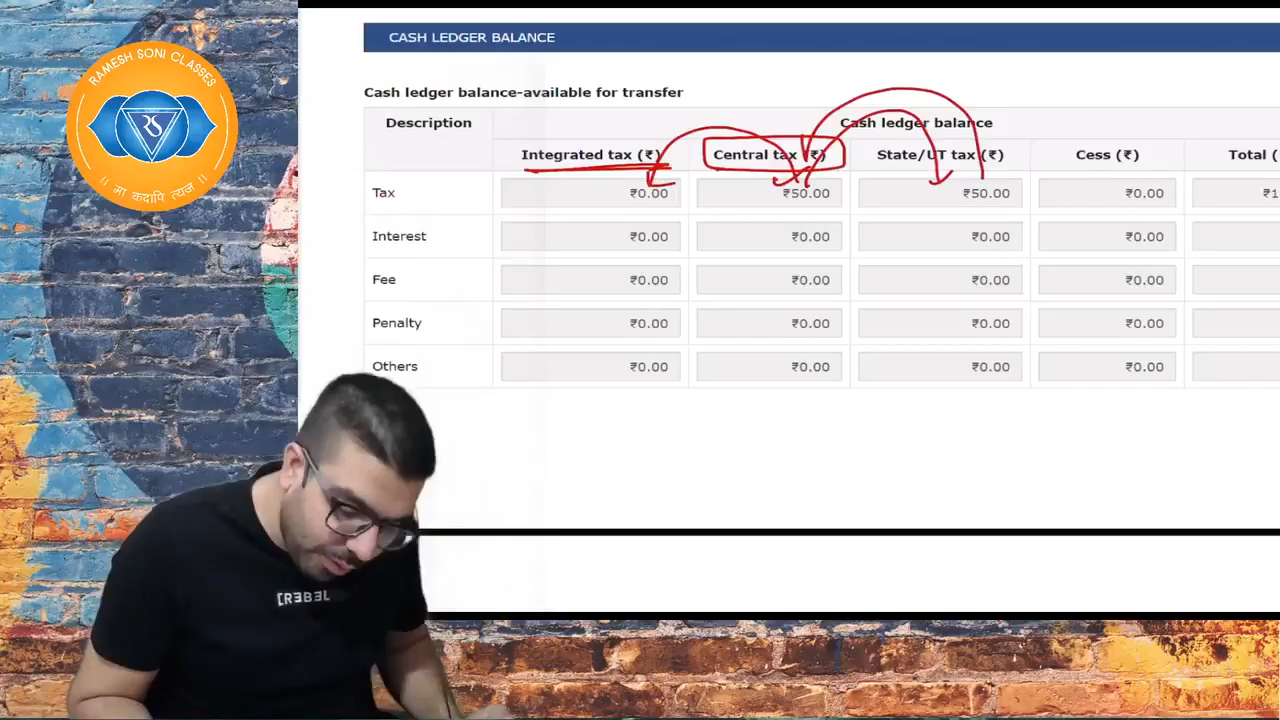 RAMESH SONI CLASSES
॥ मा कदापि त्यज ॥
CASH LEDGER BALANCE
Cash ledger balance-available for transfer
Description Cash ledger balance
Integrated tax (₹) Central tax (₹) State/UT tax (₹) Cess (₹) Total (
Tax ₹0.00 ₹50.00 ₹50.00 ₹0.00 ₹1
Interest ₹0.00 ₹0.00 ₹0.00 ₹0.00
Fee ₹0.00 ₹0.00 ₹0.00 ₹0.00
Penalty ₹0.00 ₹0.00 ₹0.00 ₹0.00
Others ₹0.00 ₹0.00 ₹0.00 ₹0.00
[REBEL